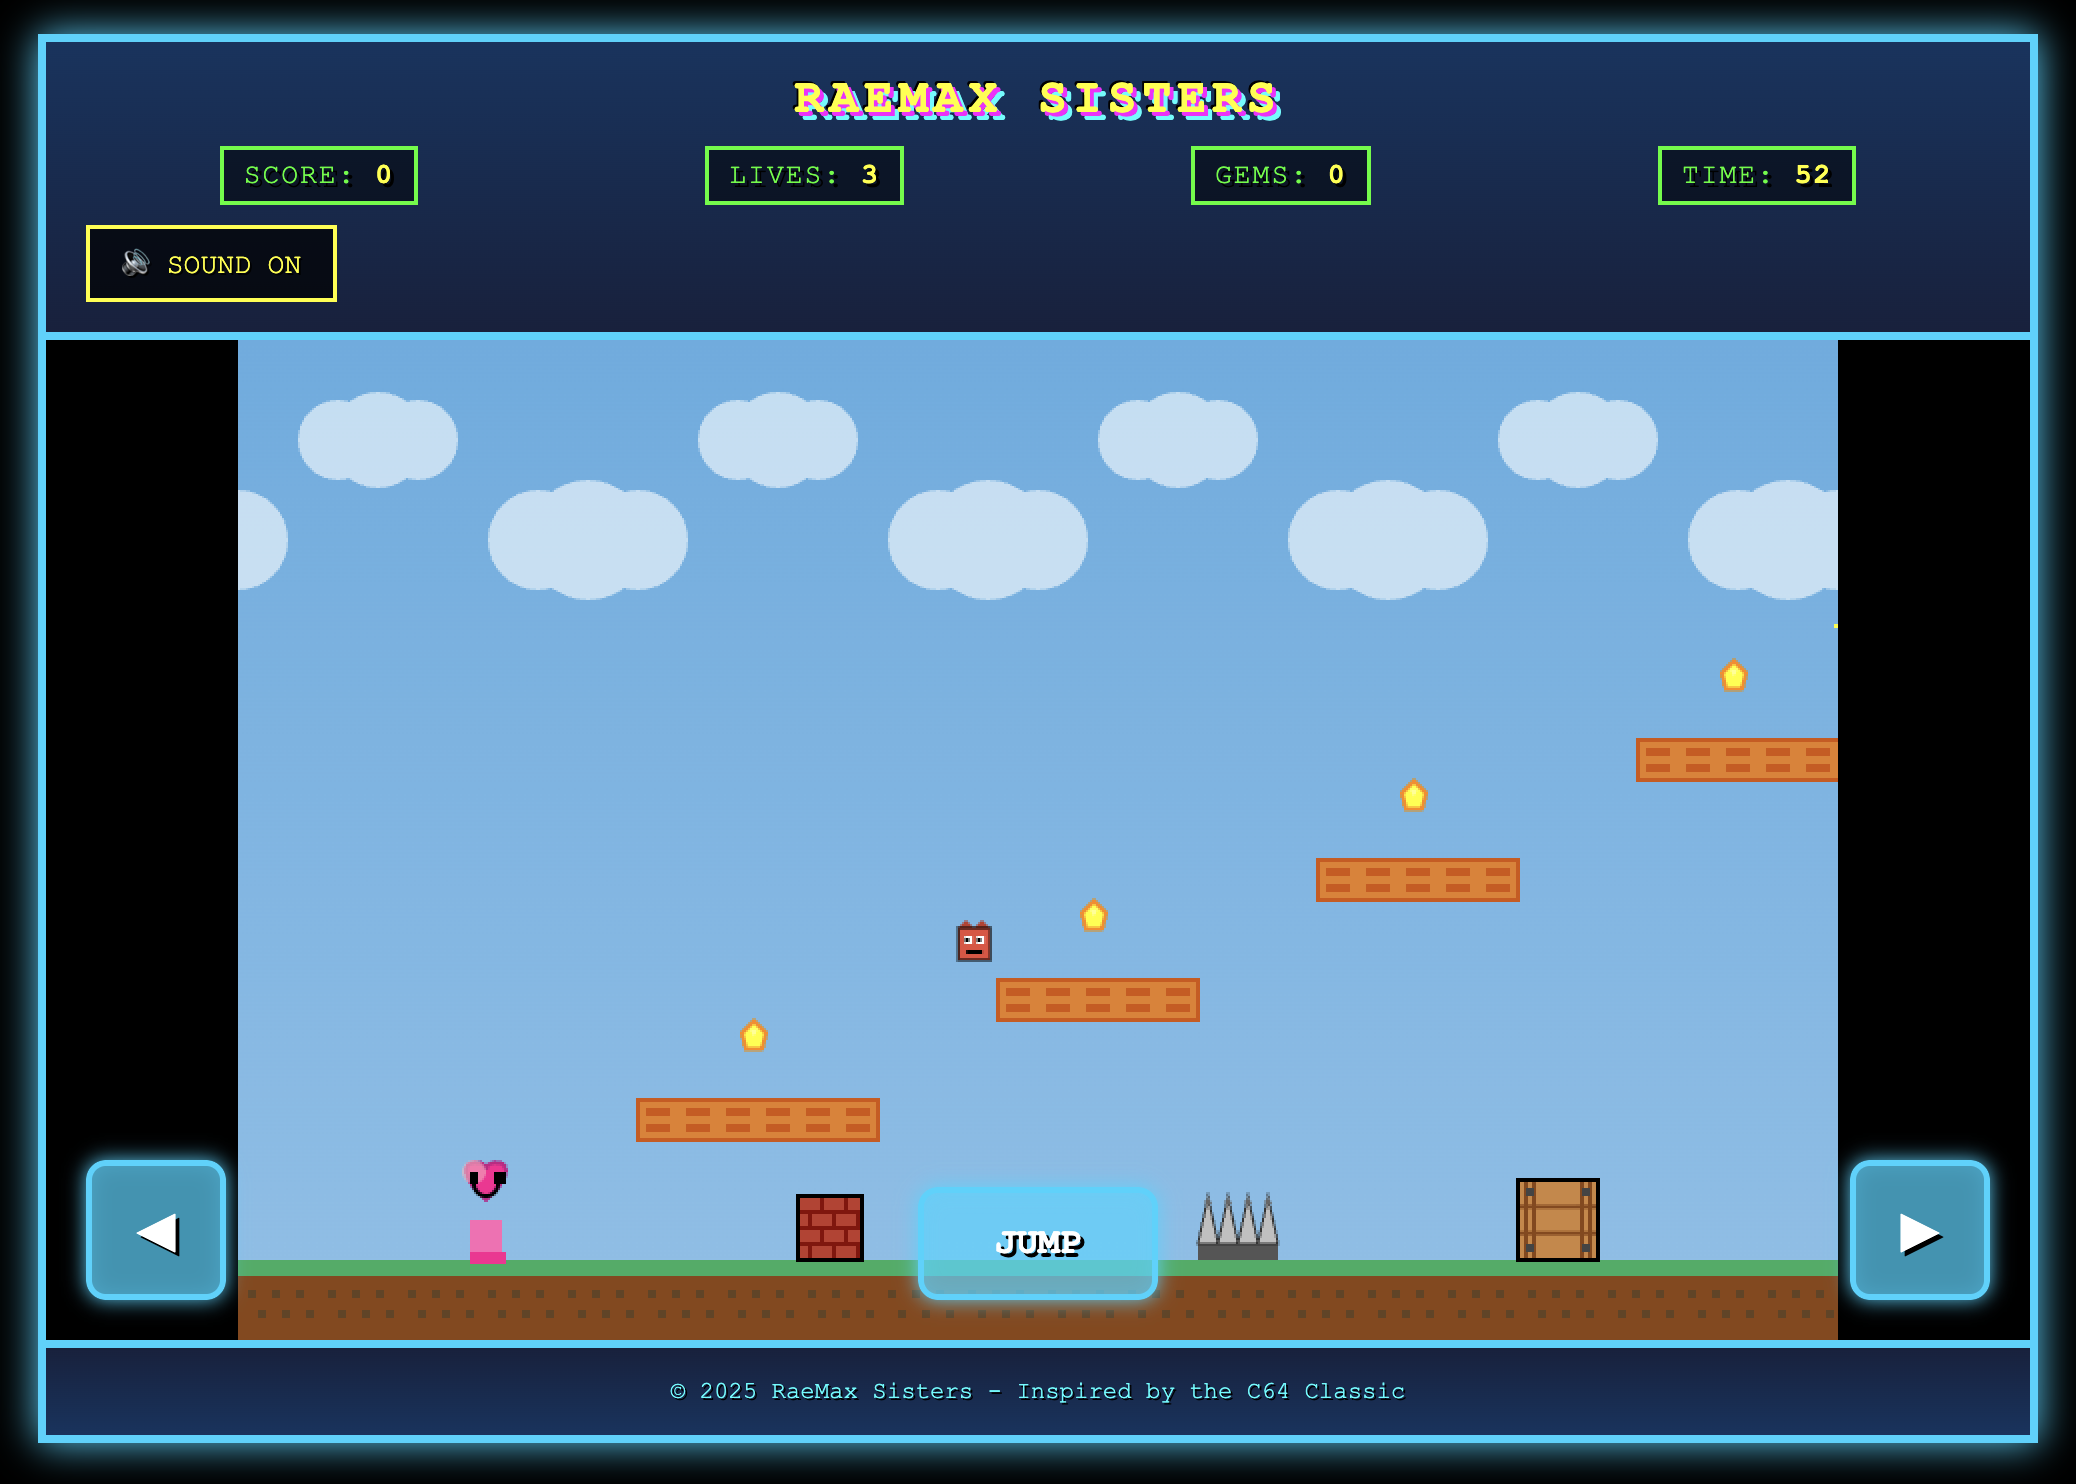 RAEMAX SISTERS
SCORE: 0
LIVES: 3
GEMS: 0
TIME: 52
🔊 SOUND ON
◀
JUMP
▶
© 2025 RaeMax Sisters - Inspired by the C64 Classic